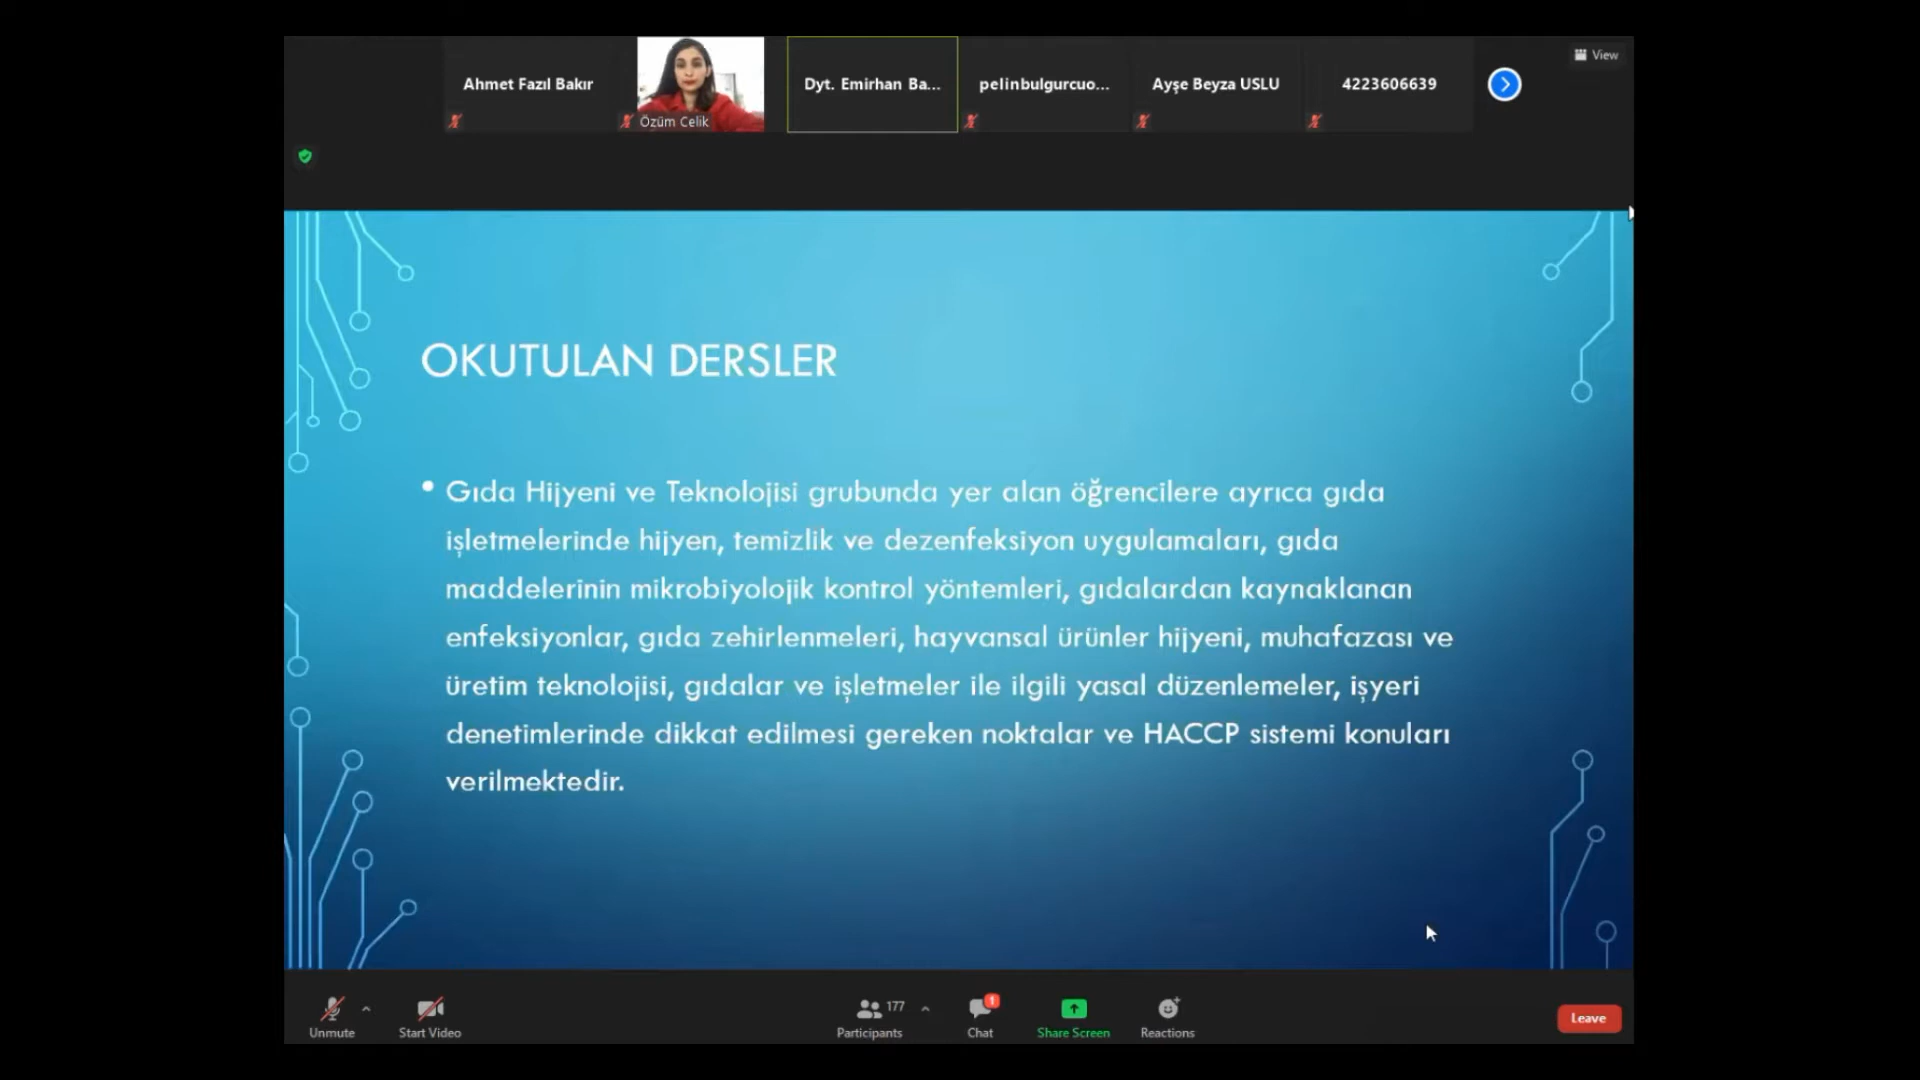 View
Ahmet Fazıl Bakır
Özüm Çelik
Dyt. Emirhan Ba...
pelinbulgurcuo...
Ayşe Beyza USLU
4223606639
OKUTULAN DERSLER
• Gıda Hijyeni ve Teknolojisi grubunda yer alan öğrencilere ayrıca gıda
işletmelerinde hijyen, temizlik ve dezenfeksiyon uygulamaları, gıda
maddelerinin mikrobiyolojik kontrol yöntemleri, gıdalardan kaynaklanan
enfeksiyonlar, gıda zehirlenmeleri, hayvansal ürünler hijyeni, muhafazası ve
üretim teknolojisi, gıdalar ve işletmeler ile ilgili yasal düzenlemeler, işyeri
denetimlerinde dikkat edilmesi gereken noktalar ve HACCP sistemi konuları
verilmektedir.
Unmute
Start Video
177
Participants
1
Chat
Share Screen
Reactions
Leave